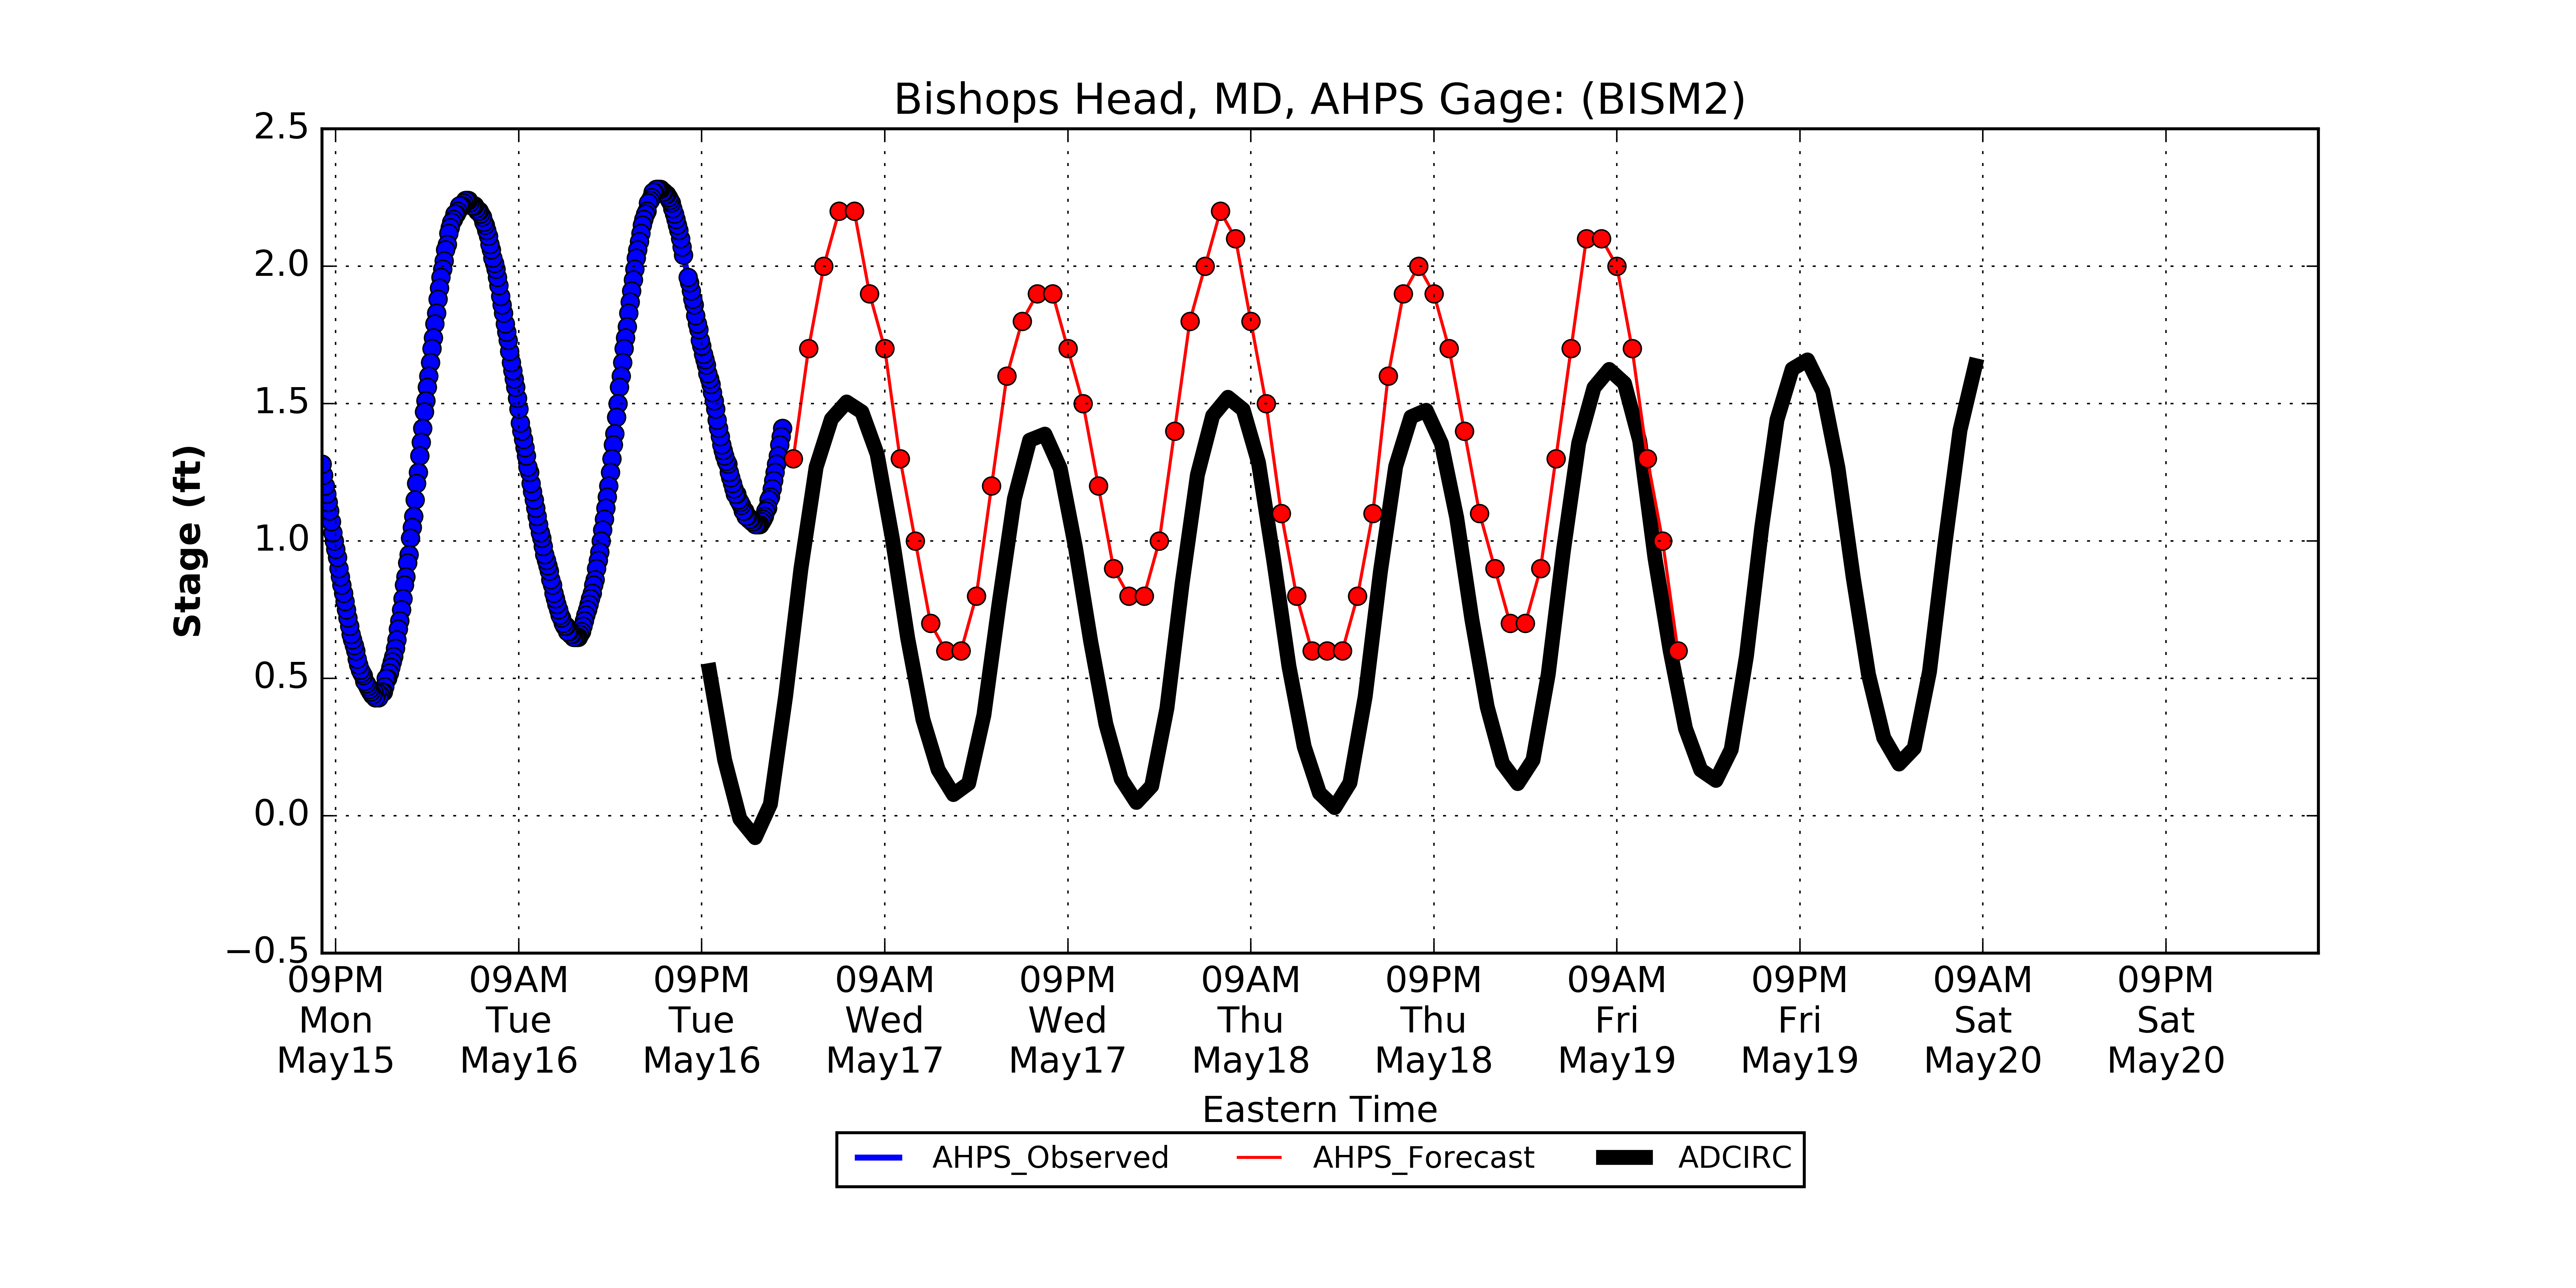 Bishops Head, MD, AHPS Gage: (BISM2)
2.5
2.0
1.5
1.0
0.5
0.0
−0.5
Stage (ft)
09PM 09AM 09PM 09AM 09PM 09AM 09PM 09AM 09PM 09AM 09PM
Mon Tue Tue Wed Wed Thu Thu Fri Fri Sat Sat
May15 May16 May16 May17 May17 May18 May18 May19 May19 May20 May20
Eastern Time
AHPS_Observed AHPS_Forecast ADCIRC